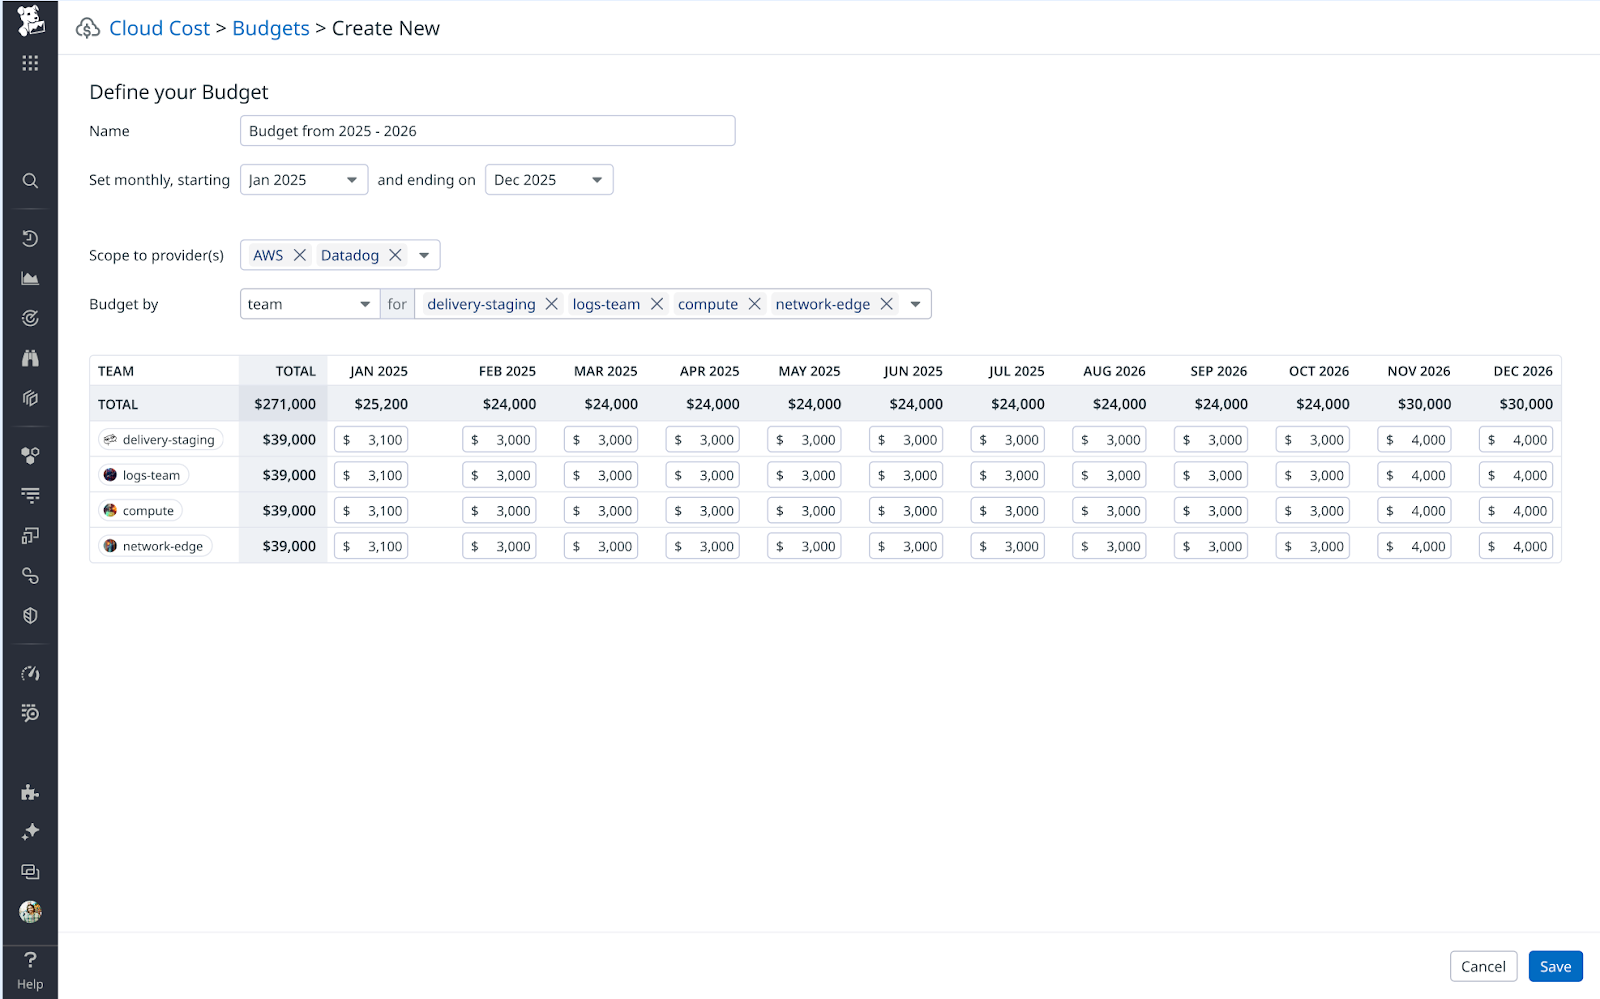 Cloud Cost > Budgets > Create New
Define your Budget
Name Budget from 2025 - 2026
Set monthly, starting Jan 2025 and ending on Dec 2025
Scope to provider(s) AWS Datadog
Budget by team for delivery-staging logs-team compute network-edge
TEAM TOTAL JAN 2025 FEB 2025 MAR 2025 APR 2025 MAY 2025 JUN 2025 JUL 2025 AUG 2026 SEP 2026 OCT 2026 NOV 2026 DEC 2026
TOTAL $271,000 $25,200 $24,000 $24,000 $24,000 $24,000 $24,000 $24,000 $24,000 $24,000 $24,000 $30,000 $30,000
delivery-staging $39,000 $ 3,100 $ 3,000 $ 3,000 $ 3,000 $ 3,000 $ 3,000 $ 3,000 $ 3,000 $ 3,000 $ 3,000 $ 4,000 $ 4,000
logs-team $39,000 $ 3,100 $ 3,000 $ 3,000 $ 3,000 $ 3,000 $ 3,000 $ 3,000 $ 3,000 $ 3,000 $ 3,000 $ 4,000 $ 4,000
compute $39,000 $ 3,100 $ 3,000 $ 3,000 $ 3,000 $ 3,000 $ 3,000 $ 3,000 $ 3,000 $ 3,000 $ 3,000 $ 4,000 $ 4,000
network-edge $39,000 $ 3,100 $ 3,000 $ 3,000 $ 3,000 $ 3,000 $ 3,000 $ 3,000 $ 3,000 $ 3,000 $ 3,000 $ 4,000 $ 4,000
Cancel Save
? Help